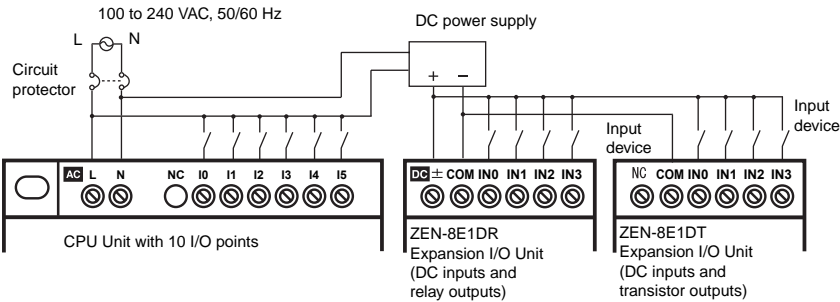 100 to 240 VAC, 50/60 Hz
L N
Circuit
protector
DC power supply
+ −
Input
device
Input
device
AC L N NC I0 I1 I2 I3 I4 I5
DC ± COM IN0 IN1 IN2 IN3
NC COM IN0 IN1 IN2 IN3
CPU Unit with 10 I/O points
ZEN-8E1DR
Expansion I/O Unit
(DC inputs and
relay outputs)
ZEN-8E1DT
Expansion I/O Unit
(DC inputs and
transistor outputs)